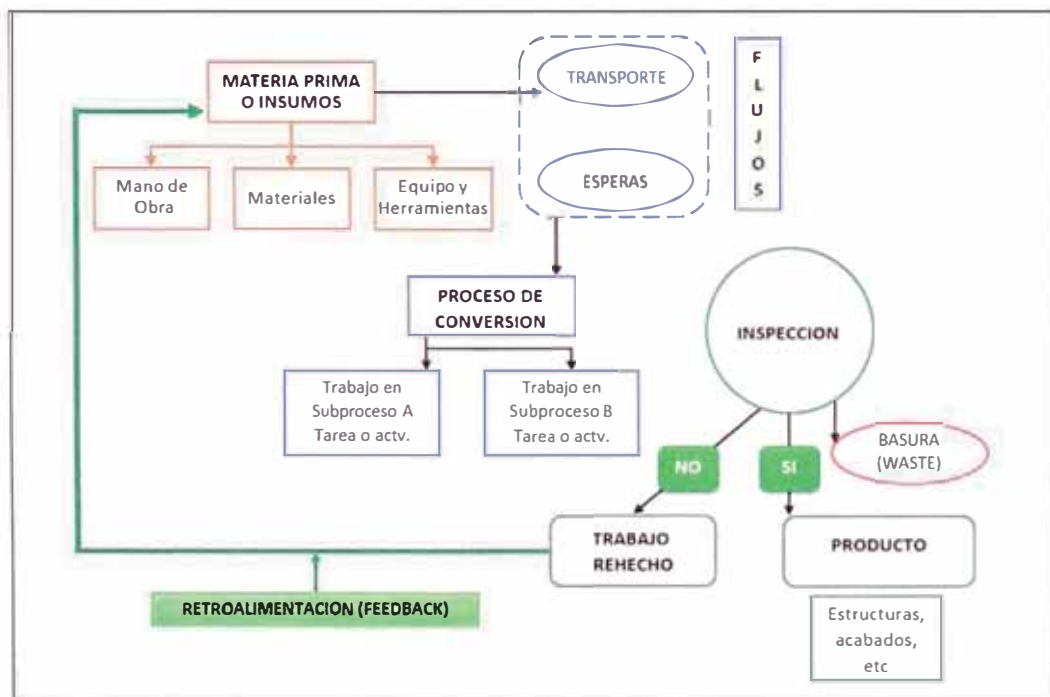 MATERIA PRIMA
O INSUMOS
TRANSPORTE
FLUJOS
Mano de
Obra
Materiales
Equipo y
Herramientas
ESPERAS
PROCESO DE
CONVERSION
INSPECCION
Trabajo en
Subproceso A
Tarea o actv.
Trabajo en
Subproceso B
Tarea o actv.
NO
SI
BASURA
(WASTE)
TRABAJO
REHECHO
PRODUCTO
RETROALIMENTACION (FEEDBACK)
Estructuras,
acabados,
etc